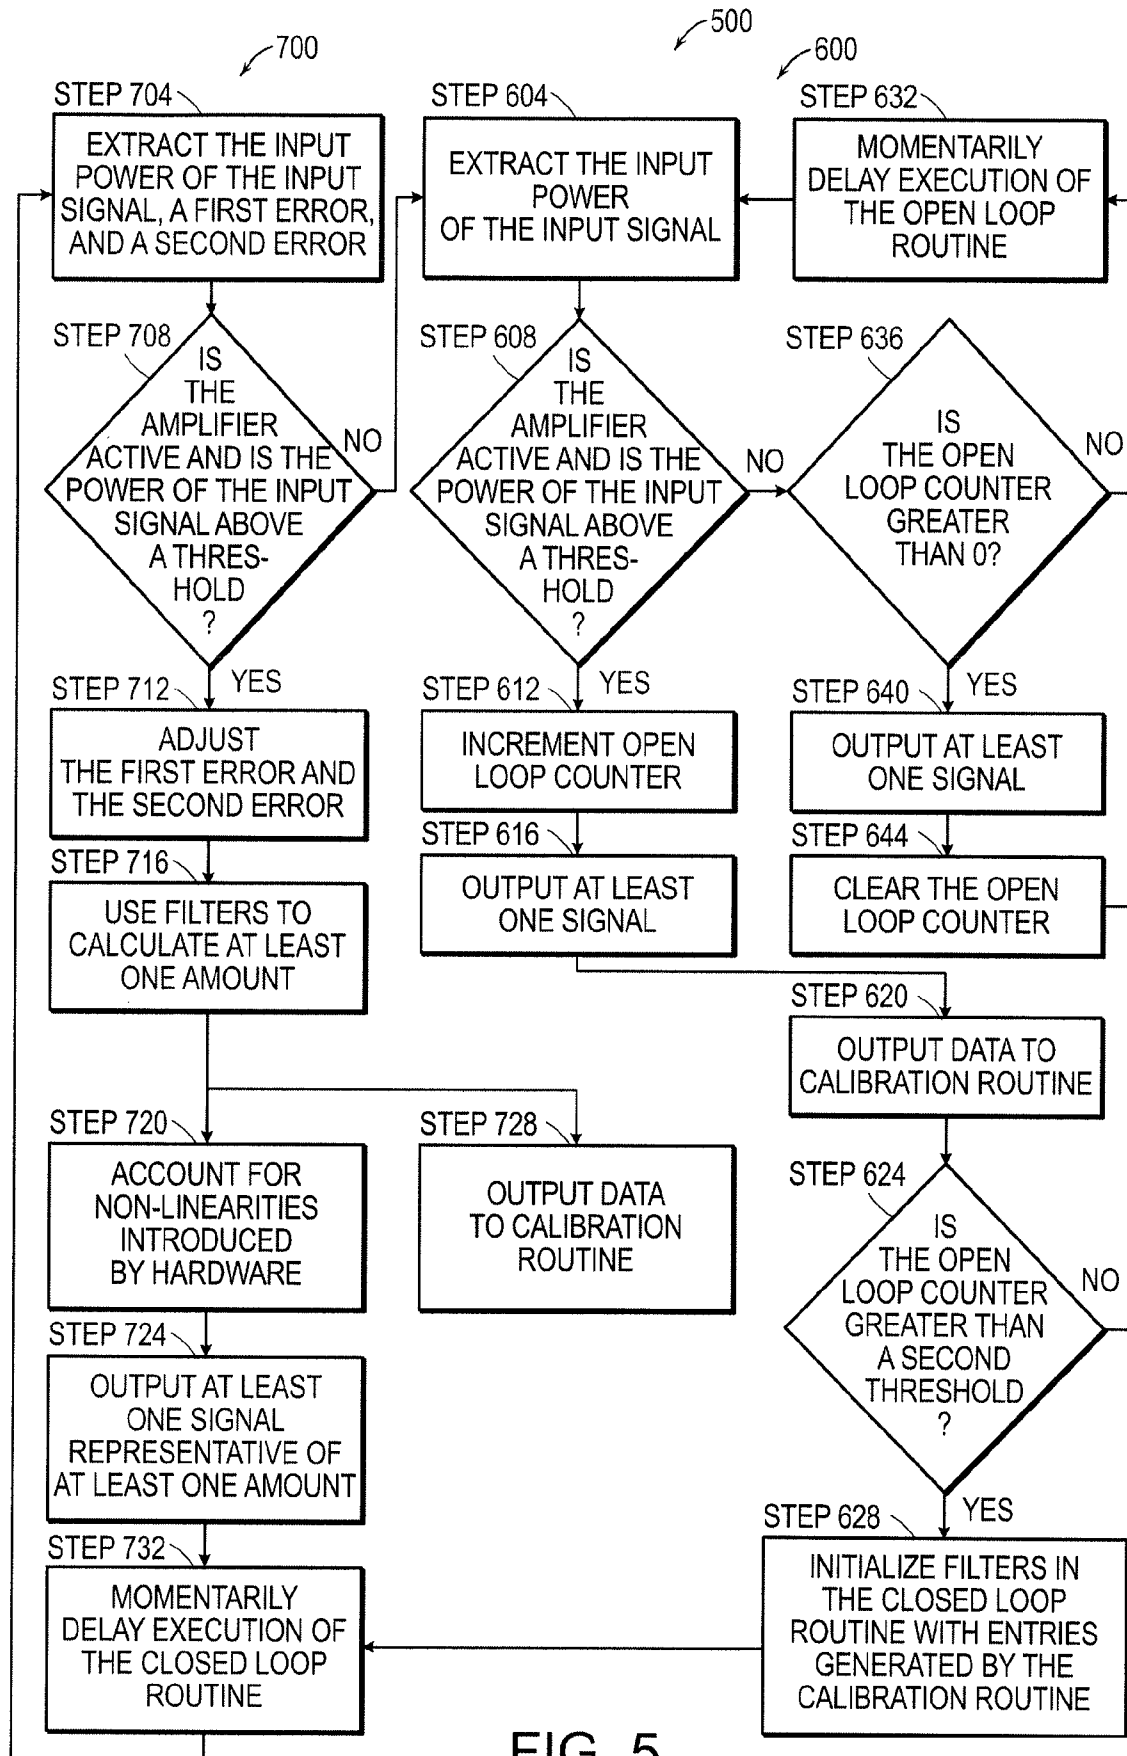 700
500
600
STEP 704
EXTRACT THE INPUT
POWER OF THE INPUT
SIGNAL, A FIRST ERROR,
AND A SECOND ERROR
STEP 604
EXTRACT THE INPUT
POWER
OF THE INPUT SIGNAL
STEP 632
MOMENTARILY
DELAY EXECUTION OF
THE OPEN LOOP
ROUTINE
STEP 708
IS
THE
AMPLIFIER
ACTIVE AND IS THE
POWER OF THE INPUT
SIGNAL ABOVE
A THRES-
HOLD
?
NO
YES
STEP 608
IS
THE
AMPLIFIER
ACTIVE AND IS THE
POWER OF THE INPUT
SIGNAL ABOVE
A THRES-
HOLD
?
NO
YES
STEP 636
IS
THE OPEN
LOOP COUNTER
GREATER
THAN 0?
NO
YES
STEP 712
ADJUST
THE FIRST ERROR AND
THE SECOND ERROR
STEP 612
INCREMENT OPEN
LOOP COUNTER
STEP 640
OUTPUT AT LEAST
ONE SIGNAL
STEP 716
USE FILTERS TO
CALCULATE AT LEAST
ONE AMOUNT
STEP 616
OUTPUT AT LEAST
ONE SIGNAL
STEP 644
CLEAR THE OPEN
LOOP COUNTER
STEP 620
OUTPUT DATA TO
CALIBRATION ROUTINE
STEP 720
ACCOUNT FOR
NON-LINEARITIES
INTRODUCED
BY HARDWARE
STEP 728
OUTPUT DATA
TO CALIBRATION
ROUTINE
STEP 624
IS
THE OPEN
LOOP COUNTER
GREATER THAN
A SECOND
THRESHOLD
?
NO
YES
STEP 724
OUTPUT AT LEAST
ONE SIGNAL
REPRESENTATIVE OF
AT LEAST ONE AMOUNT
STEP 732
MOMENTARILY
DELAY EXECUTION OF
THE CLOSED LOOP
ROUTINE
STEP 628
INITIALIZE FILTERS IN
THE CLOSED LOOP
ROUTINE WITH ENTRIES
GENERATED BY THE
CALIBRATION ROUTINE
FIG. 5